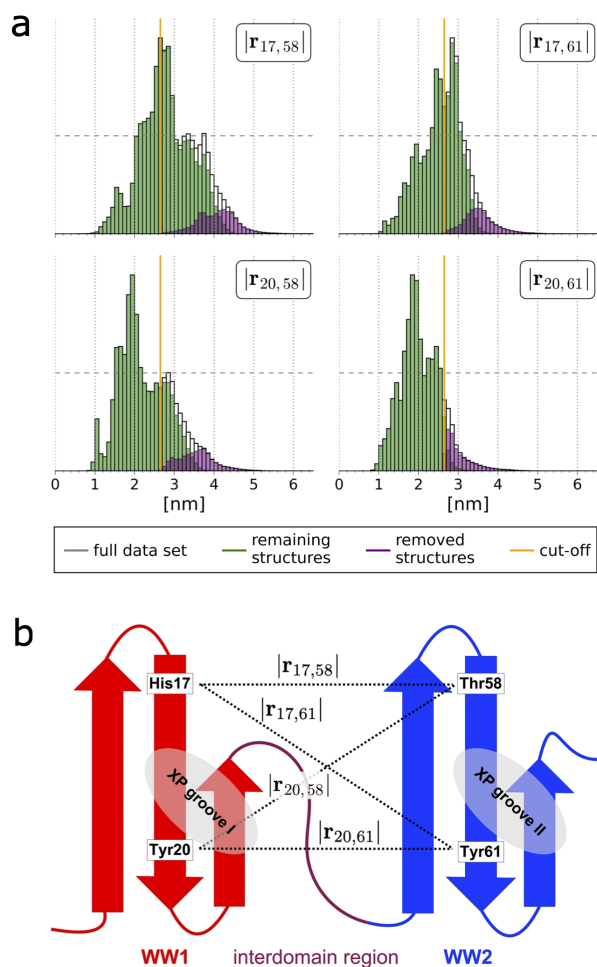 a
|r17,58|
|r17,61|
|r20,58|
|r20,61|
0 1 2 3 4 5 6
0 1 2 3 4 5 6
[nm]
[nm]
full data set
remaining structures
removed structures
cut-off
b
His17
|r17,58|
Thr58
|r17,61|
XP groove I
|r20,58|
XP groove II
Tyr20
|r20,61|
Tyr61
WW1
interdomain region
WW2